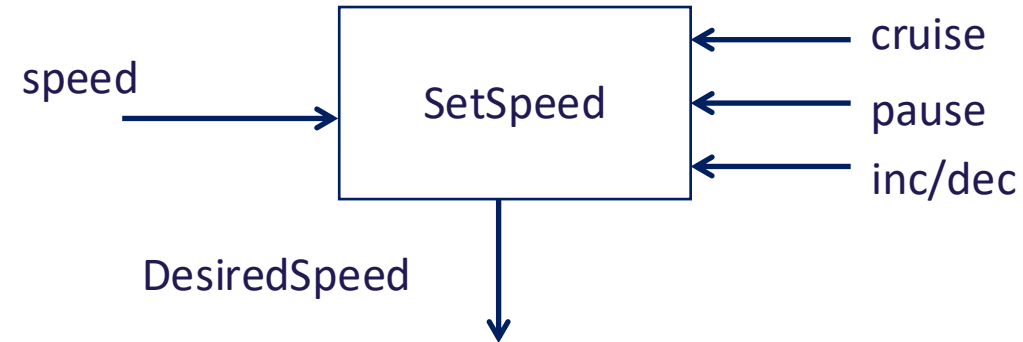 cruise
speed
SetSpeed
pause
inc/dec
DesiredSpeed